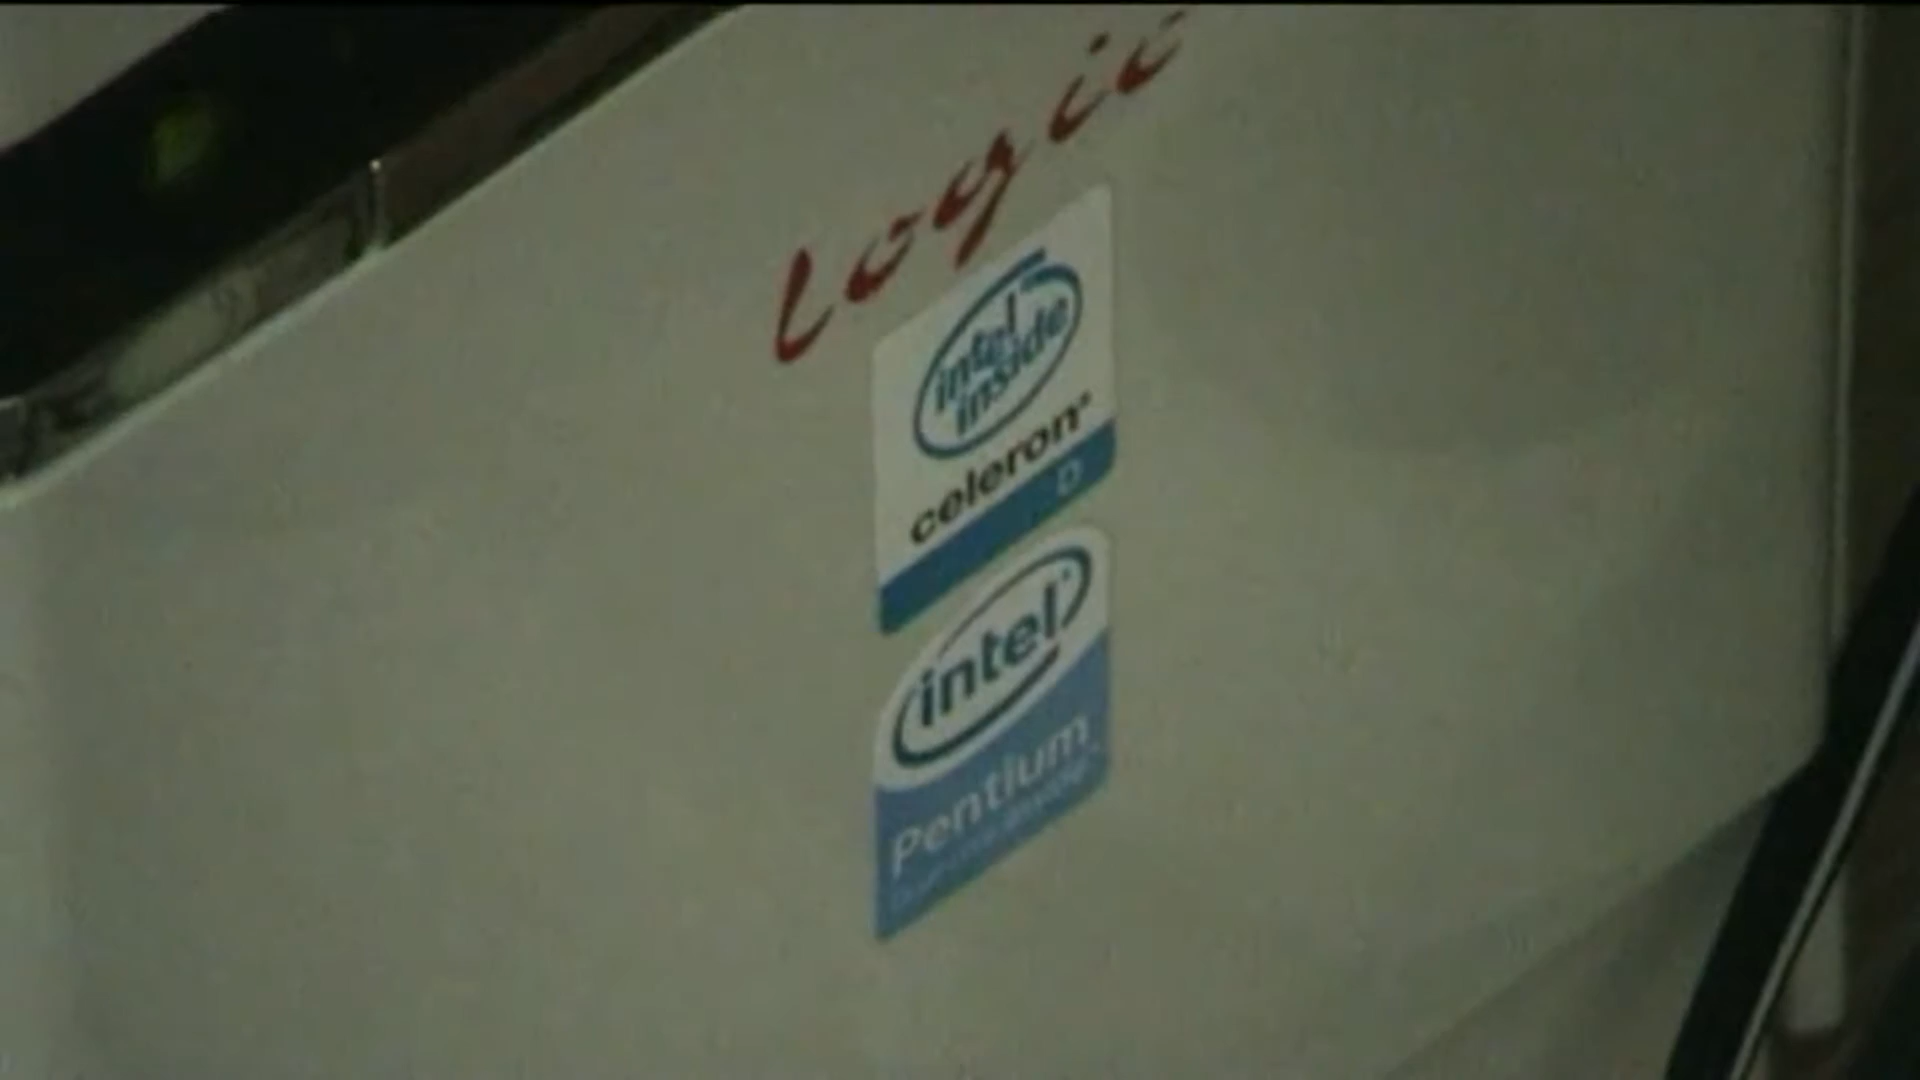 Logic
intel
inside
celeron®
D
intel®
Pentium